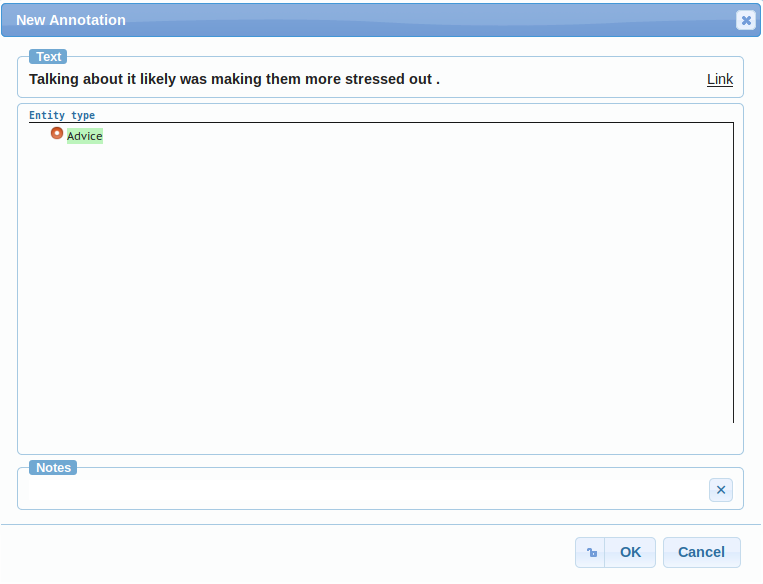 New Annotation
Text
Talking about it likely was making them more stressed out .
Link
Entity type
Advice
Notes
OK
Cancel